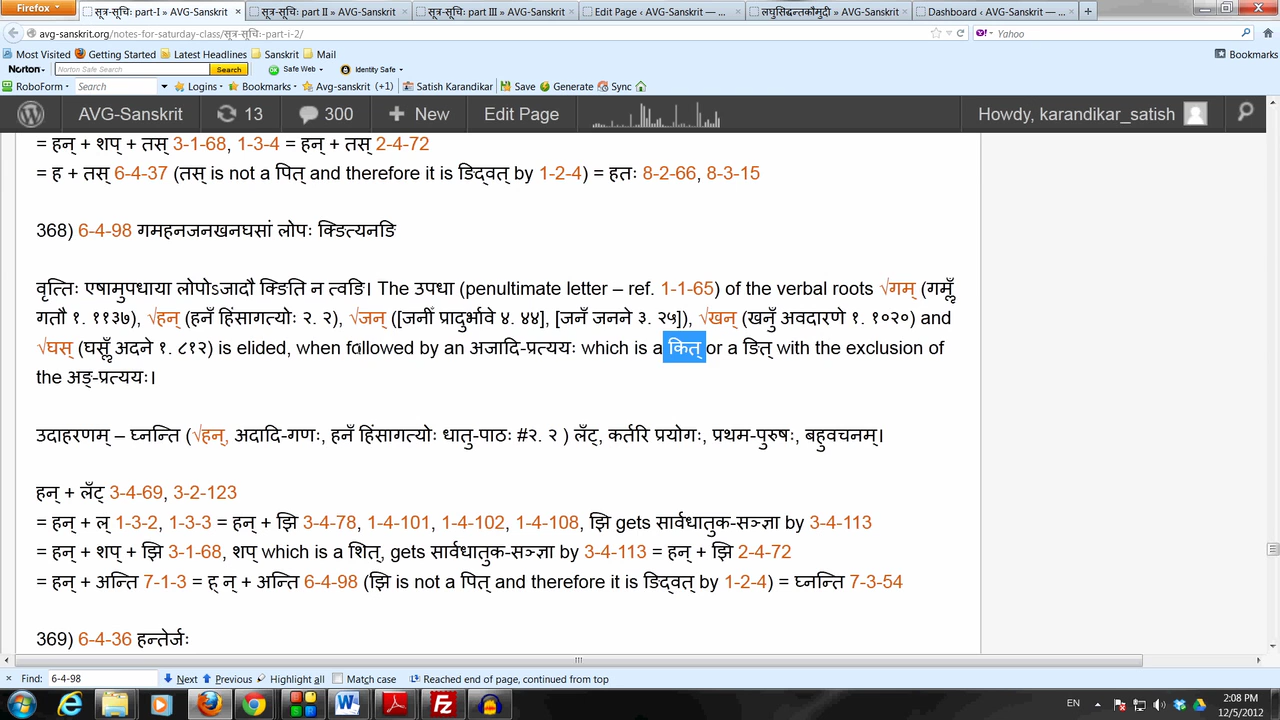 Firefox
सूत्र-सूचिः part-I » AVG-Sanskrit
सूत्र-सूचिः part II » AVG-Sanskrit
सूत्र-सूचिः part III » AVG-Sanskrit
Edit Page ‹ AVG-Sanskrit — ...
लघुसिद्धान्तकौमुदी » AVG-Sanskrit
Dashboard ‹ AVG-Sanskrit — ...
avg-sanskrit.org/notes-for-saturday-class/सूत्र-सूचिः-part-i-2/
Yahoo
Most Visited Getting Started Latest Headlines Sanskrit Mail
Bookmarks
Norton Norton Safe Search Search Safe Web Identity Safe
RoboForm Search Logins Bookmarks Avg-sanskrit (+1) Satish Karandikar Save Generate Sync
AVG-Sanskrit 13 300 + New Edit Page Howdy, karandikar_satish
= हन् + शप् + तस् 3-1-68, 1-3-4 = हन् + तस् 2-4-72
= ह + तस् 6-4-37 (तस् is not a पित् and therefore it is ङिद्वत् by 1-2-4) = हतः 8-2-66, 8-3-15
368) 6-4-98 गमहनजनखनघसां लोपः क्ङित्यनङि
वृत्तिः एषामुपधाया लोपोऽजादौ क्ङिति न त्वङि। The उपधा (penultimate letter – ref. 1-1-65) of the verbal roots √गम् (गमॢँ
गतौ १. ११३७), √हन् (हनँ हिंसागत्योः २. २), √जन् ([जनीँ प्रादुर्भावे ४. ४४], [जनँ जनने ३. २५]), √खन् (खनुँ अवदारणे १. १०२०) and
√घस् (घसॢँ अदने १. ८१२) is elided, when followed by an अजादि-प्रत्ययः which is a कित् or a ङित् with the exclusion of
the अङ्-प्रत्ययः।
उदाहरणम् – घ्नन्ति (√हन्, अदादि-गणः, हनँ हिंसागत्योः धातु-पाठः #२. २ ) लँट्, कर्तरि प्रयोगः, प्रथम-पुरुषः, बहुवचनम्।
हन् + लँट् 3-4-69, 3-2-123
= हन् + ल् 1-3-2, 1-3-3 = हन् + झि 3-4-78, 1-4-101, 1-4-102, 1-4-108, झि gets सार्वधातुक-सञ्ज्ञा by 3-4-113
= हन् + शप् + झि 3-1-68, शप् which is a शित्, gets सार्वधातुक-सञ्ज्ञा by 3-4-113 = हन् + झि 2-4-72
= हन् + अन्ति 7-1-3 = ह् न् + अन्ति 6-4-98 (झि is not a पित् and therefore it is ङिद्वत् by 1-2-4) = घ्नन्ति 7-3-54
369) 6-4-36 हन्तेर्जः
× Find: 6-4-98 Next Previous Highlight all Match case Reached end of page, continued from top
EN
2:08 PM
12/5/2012